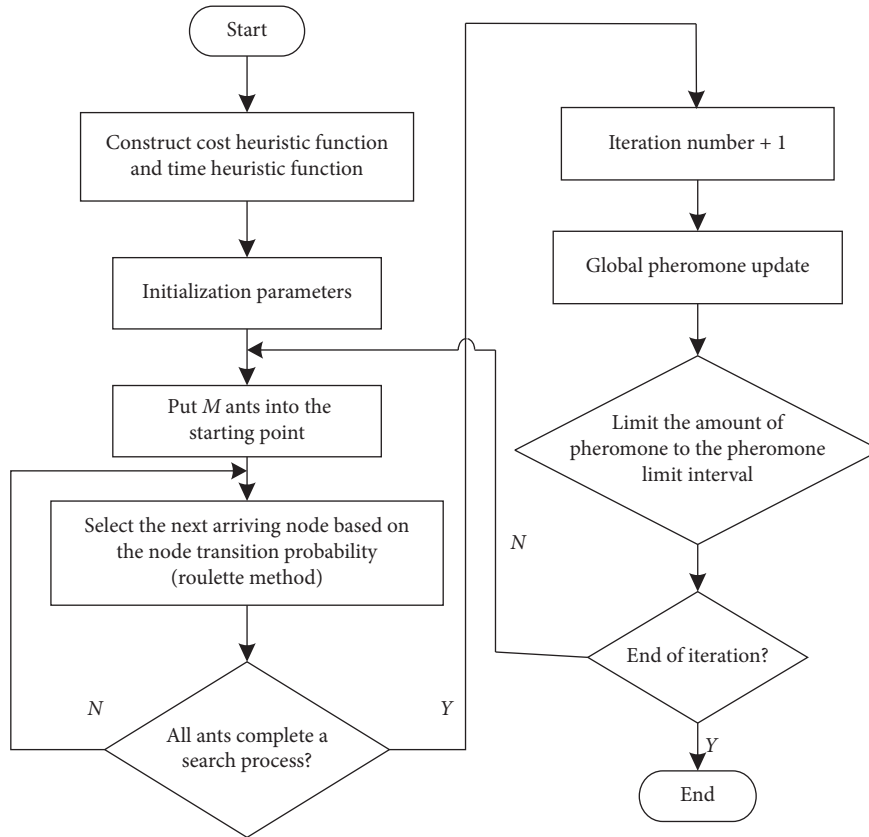 Start
Construct cost heuristic function
and time heuristic function
Initialization parameters
Put M ants into the
starting point
Select the next arriving node based on
the node transition probability
(roulette method)
N
All ants complete a
search process?
Y
Iteration number + 1
Global pheromone update
Limit the amount of
pheromone to the pheromone
limit interval
N
End of iteration?
Y
End